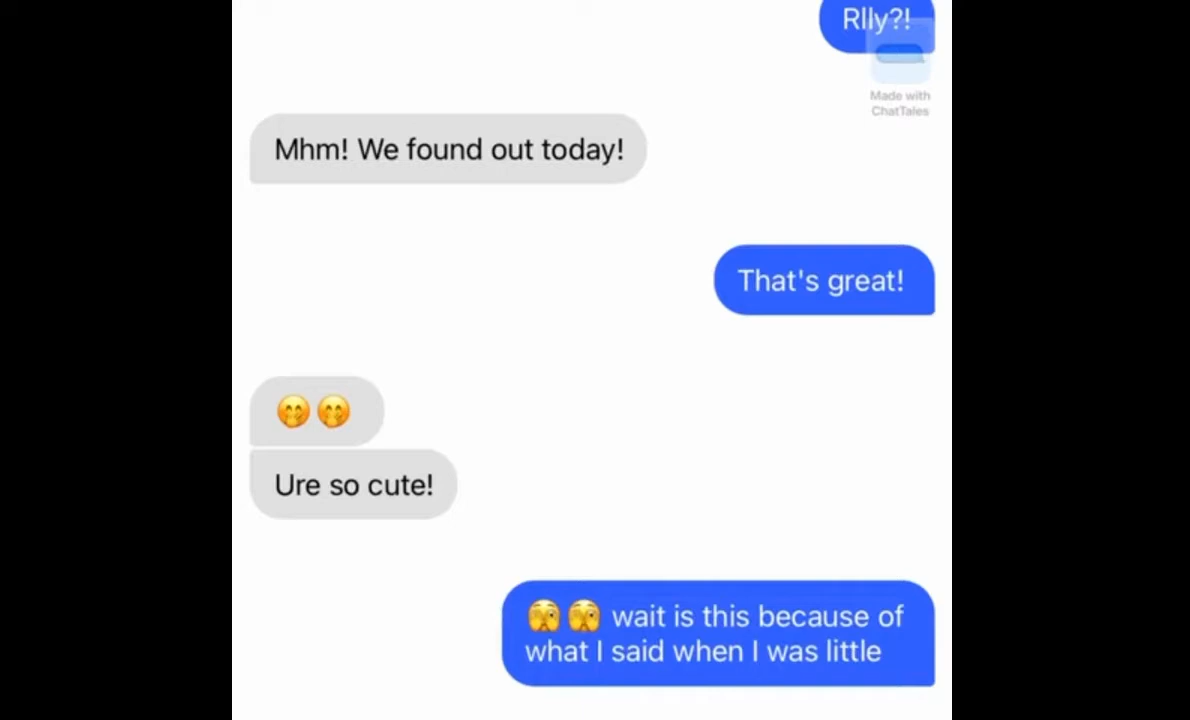 Rlly?!
Made with
ChatTales
Mhm! We found out today!
That's great!
🤭🤭
Ure so cute!
🫣🫣 wait is this because of
what I said when I was little